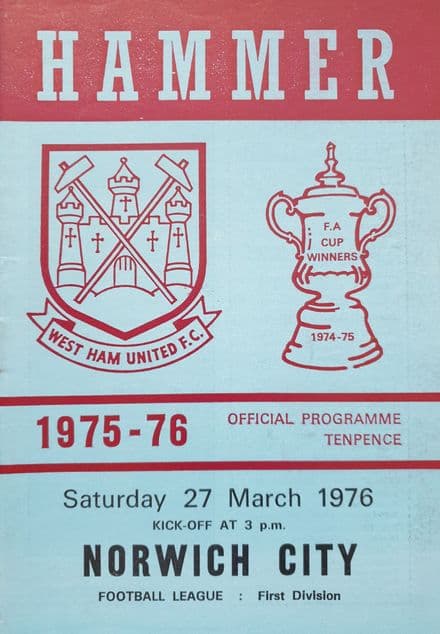 HAMMER
F.A
CUP
WINNERS
1974-75
WEST HAM UNITED F.C.
1975-76
OFFICIAL PROGRAMME
TENPENCE
Saturday 27 March 1976
KICK-OFF AT 3 p.m.
NORWICH CITY
FOOTBALL LEAGUE : First Division